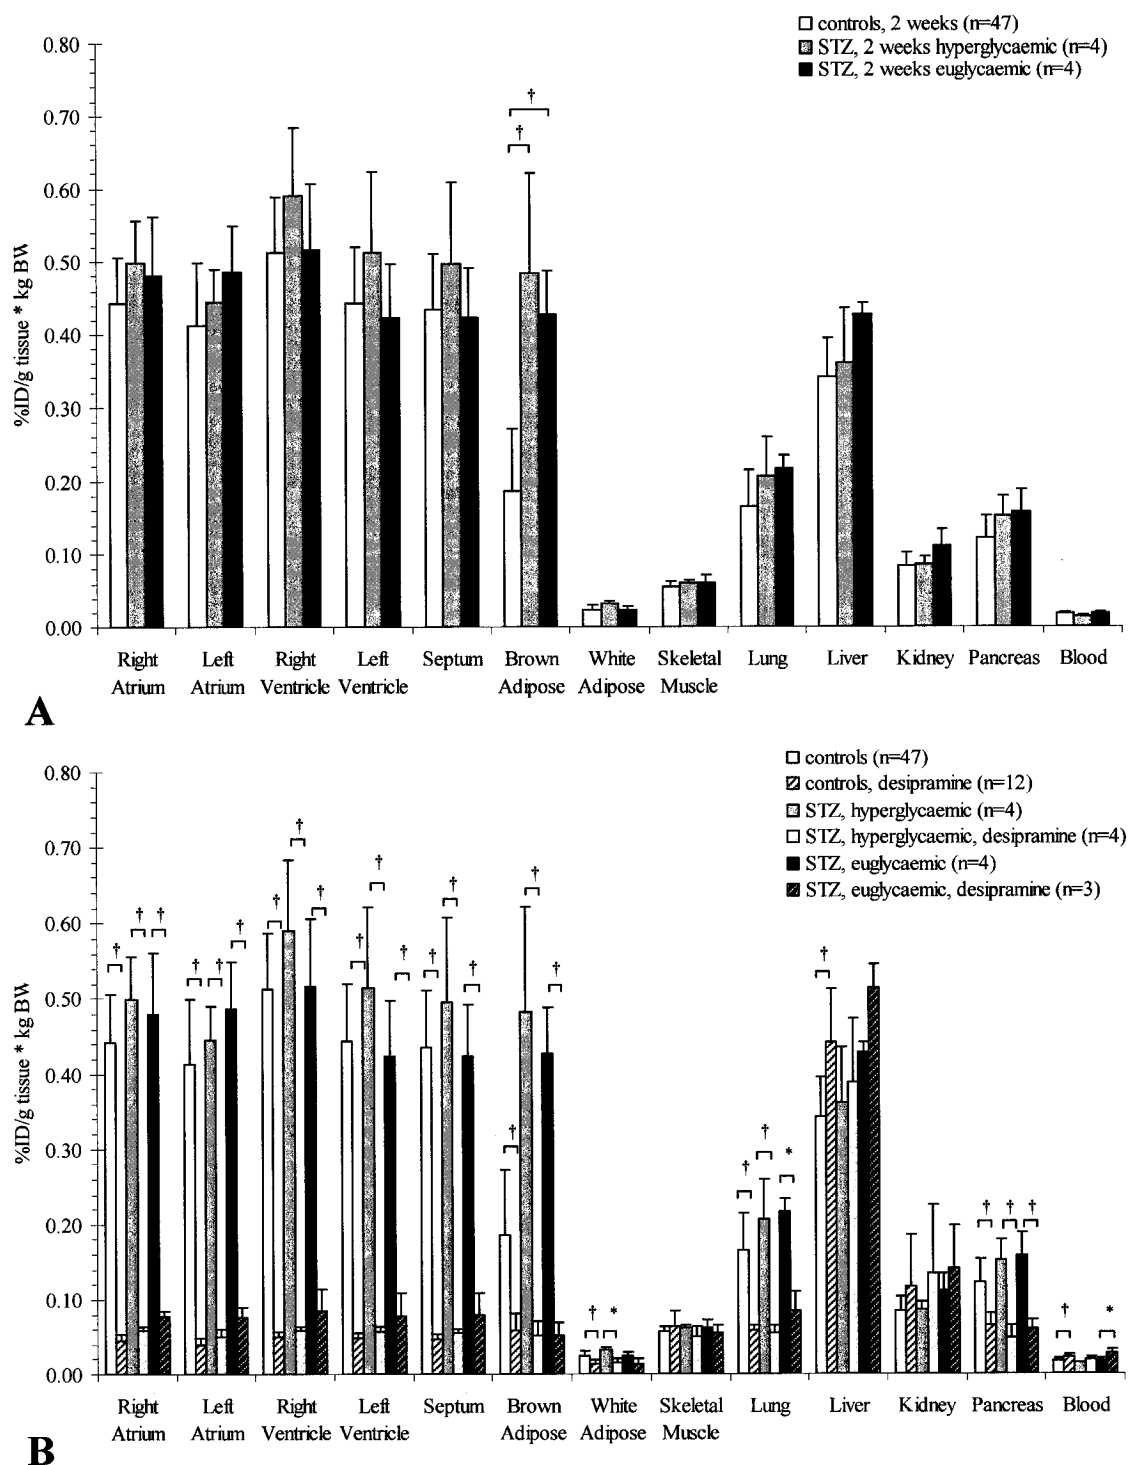 controls, 2 weeks (n=47)
STZ, 2 weeks hyperglycaemic (n=4)
STZ, 2 weeks euglycaemic (n=4)
%ID/g tissue * kg BW
0.80
0.70
0.60
0.50
0.40
0.30
0.20
0.10
0.00
† †
Right Atrium
Left Atrium
Right Ventricle
Left Ventricle
Septum
Brown Adipose
White Adipose
Skeletal Muscle
Lung
Liver
Kidney
Pancreas
Blood
A
controls (n=47)
controls, desipramine (n=12)
STZ, hyperglycaemic (n=4)
STZ, hyperglycaemic, desipramine (n=4)
STZ, euglycaemic (n=4)
STZ, euglycaemic, desipramine (n=3)
%ID/g tissue * kg BW
0.80
0.70
0.60
0.50
0.40
0.30
0.20
0.10
0.00
† † †
† † †
† † †
† † †
† † †
† † †
† *
† † *
†
† † †
† *
Right Atrium
Left Atrium
Right Ventricle
Left Ventricle
Septum
Brown Adipose
White Adipose
Skeletal Muscle
Lung
Liver
Kidney
Pancreas
Blood
B